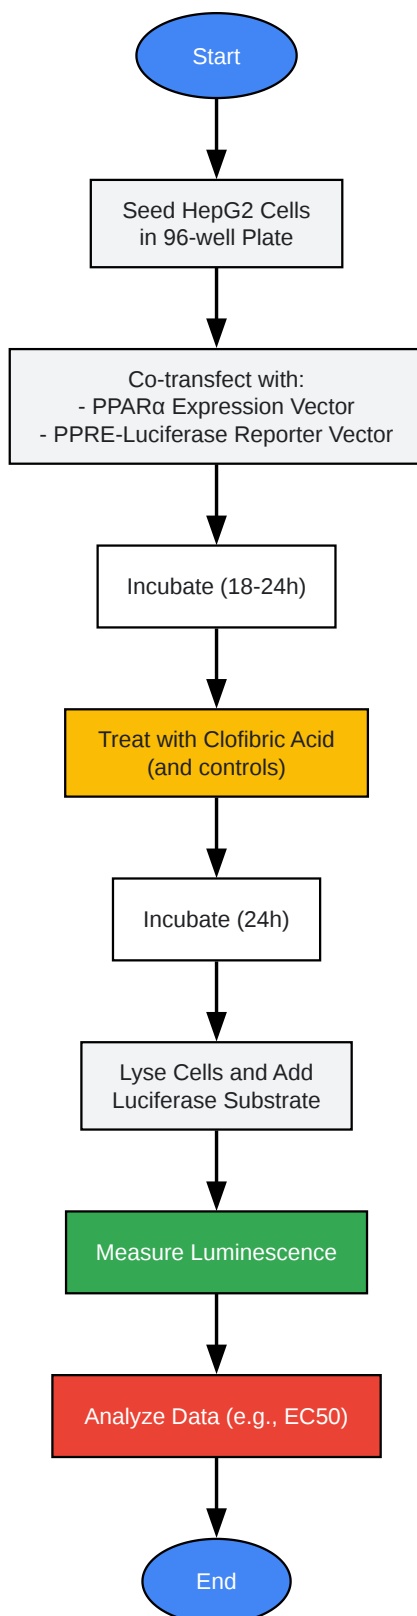 Start
Seed HepG2 Cells
in 96-well Plate
Co-transfect with:
- PPARα Expression Vector
- PPRE-Luciferase Reporter Vector
Incubate (18-24h)
Treat with Clofibric Acid
(and controls)
Incubate (24h)
Lyse Cells and Add
Luciferase Substrate
Measure Luminescence
Analyze Data (e.g., EC50)
End